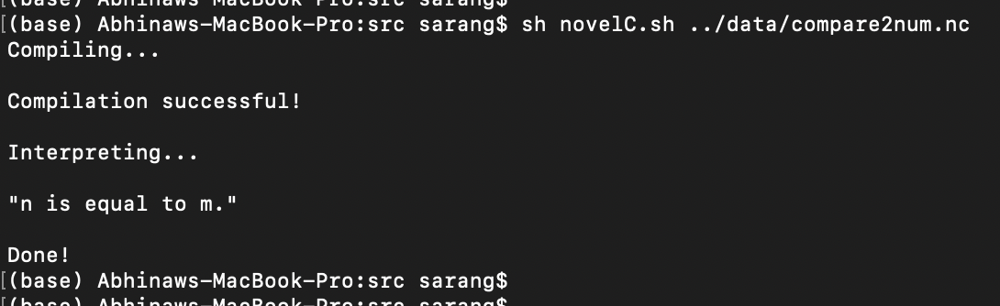 [(base) Abhinaws-MacBook-Pro:src sarang$
[(base) Abhinaws-MacBook-Pro:src sarang$ sh novelC.sh ../data/compare2num.nc
Compiling...
Compilation successful!
Interpreting...
"n is equal to m."
Done!
[(base) Abhinaws-MacBook-Pro:src sarang$
[(base) Abhinaws-MacBook-Pro:src sarang$